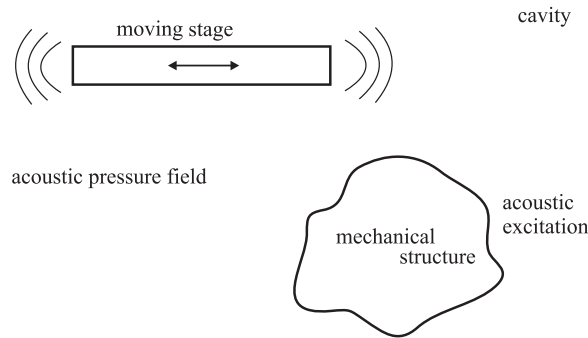 cavity
moving stage
acoustic pressure field
acoustic
excitation
mechanical
structure